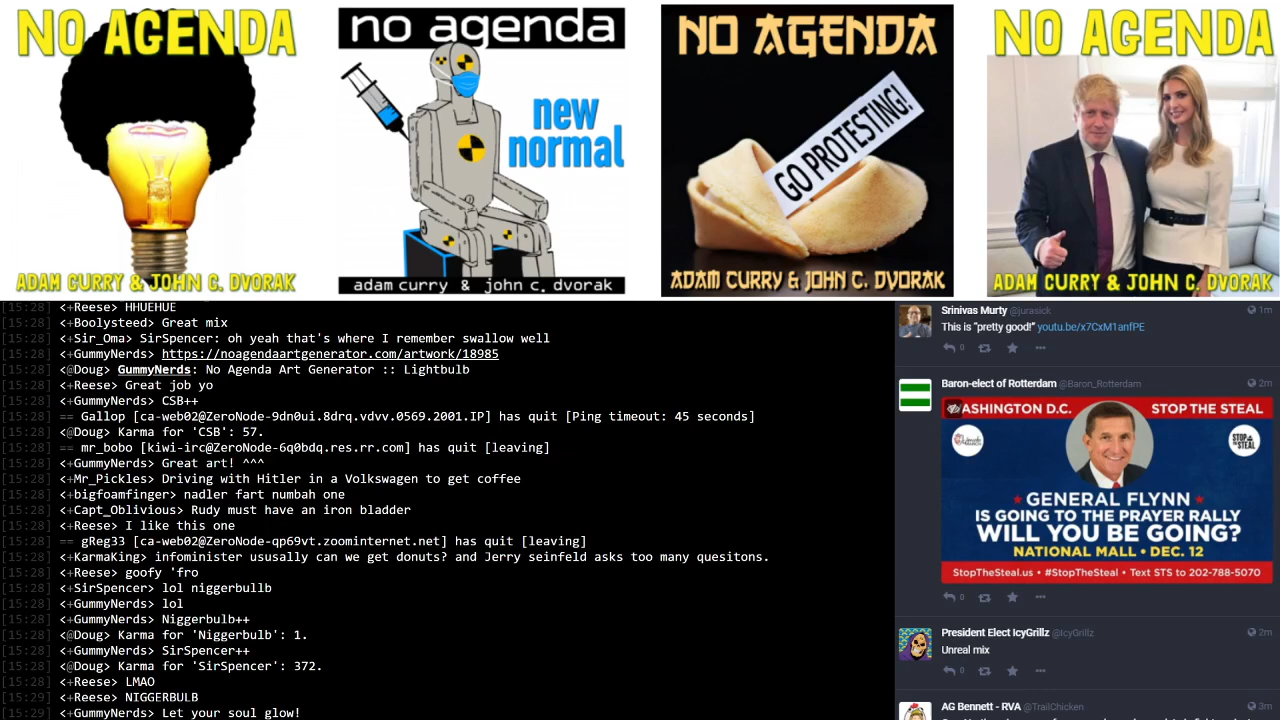 NO AGENDA
ADAM CURRY & JOHN C. DVORAK
no agenda
new
normal
adam curry & john c. dvorak
NO AGENDA
GO PROTESTING!
ADAM CURRY & JOHN C. DVORAK
NO AGENDA
ADAM CURRY & JOHN C. DVORAK
[15:28] <+Reese> HHUEHUE
[15:28] <+Boolysteed> Great mix
[15:28] <+Sir_Oma> SirSpencer: oh yeah that's where I remember swallow well
[15:28] <+GummyNerds> https://noagendaartgenerator.com/artwork/18985
[15:28] <@Doug> GummyNerds: No Agenda Art Generator :: Lightbulb
[15:28] <+Reese> Great job yo
[15:28] <+GummyNerds> CSB++
[15:28] == Gallop [ca-web02@ZeroNode-9dn0ui.8drq.vdvv.0569.2001.IP] has quit [Ping timeout: 45 seconds]
[15:28] <@Doug> Karma for 'CSB': 57.
[15:28] == mr_bobo [kiwi-irc@ZeroNode-6q0bdq.res.rr.com] has quit [leaving]
[15:28] <+GummyNerds> Great art! ^^^
[15:28] <+Mr_Pickles> Driving with Hitler in a Volkswagen to get coffee
[15:28] <+bigfoamfinger> nadler fart numbah one
[15:28] <+Capt_Oblivious> Rudy must have an iron bladder
[15:28] <+Reese> I like this one
[15:28] == gReg33 [ca-web02@ZeroNode-qp69vt.zoominternet.net] has quit [leaving]
[15:28] <+KarmaKing> infominister ususally can we get donuts? and Jerry seinfeld asks too many quesitons.
[15:28] <+Reese> goofy 'fro
[15:28] <+SirSpencer> lol niggerbullb
[15:28] <+GummyNerds> lol
[15:28] <+GummyNerds> Niggerbulb++
[15:28] <@Doug> Karma for 'Niggerbulb': 1.
[15:28] <+GummyNerds> SirSpencer++
[15:28] <@Doug> Karma for 'SirSpencer': 372.
[15:28] <+Reese> LMAO
[15:29] <+Reese> NIGGERBULB
[15:29] <+GummyNerds> Let your soul glow!
Srinivas Murty @jurasick 1m
This is "pretty good!" youtu.be/x7CxM1anfPE
0
Baron-elect of Rotterdam @Baron_Rotterdam 2m
WASHINGTON D.C. STOP THE STEAL
STOP THE STEAL
GENERAL FLYNN
IS GOING TO THE PRAYER RALLY
WILL YOU BE GOING?
NATIONAL MALL • DEC. 12
StopTheSteal.us • #StopTheSteal • Text STS to 202-788-5070
0
President Elect IcyGrillz @IcyGrillz 2m
Unreal mix
0
AG Bennett - RVA @TrailChicken 3m